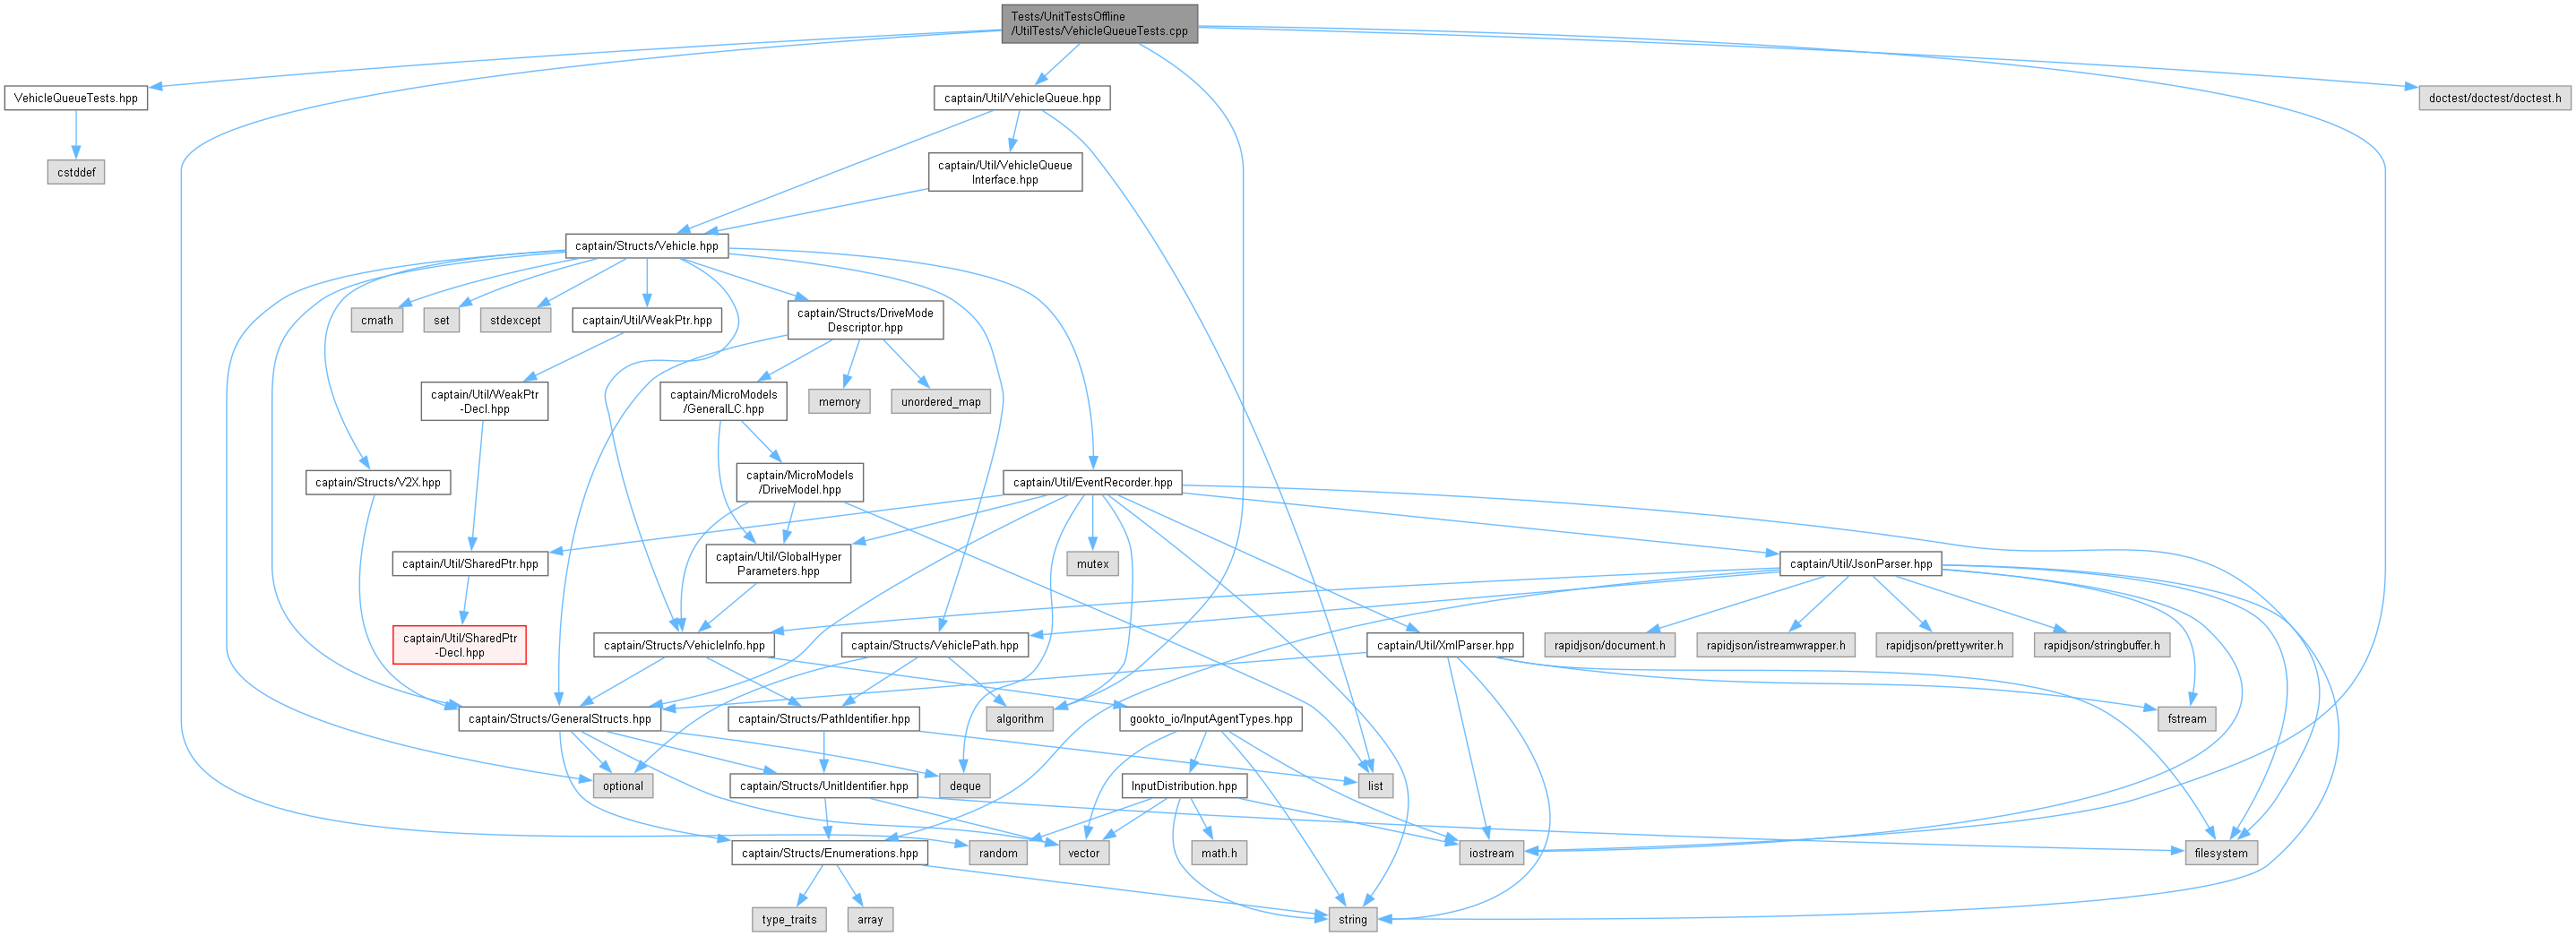 Tests/UnitTestsOffline
/UtilTests/VehicleQueueTests.cpp
VehicleQueueTests.hpp
captain/Util/VehicleQueue.hpp
doctest/doctest/doctest.h
cstddef
captain/Util/VehicleQueue
Interface.hpp
captain/Structs/Vehicle.hpp
cmath
set
stdexcept
captain/Util/WeakPtr.hpp
captain/Structs/DriveMode
Descriptor.hpp
captain/Util/WeakPtr
-Decl.hpp
captain/MicroModels
/GeneralLC.hpp
memory
unordered_map
captain/Structs/V2X.hpp
captain/MicroModels
/DriveModel.hpp
captain/Util/EventRecorder.hpp
captain/Util/SharedPtr.hpp
captain/Util/GlobalHyper
Parameters.hpp
mutex
captain/Util/JsonParser.hpp
captain/Util/SharedPtr
-Decl.hpp
captain/Structs/VehicleInfo.hpp
captain/Structs/VehiclePath.hpp
captain/Util/XmlParser.hpp
rapidjson/document.h
rapidjson/istreamwrapper.h
rapidjson/prettywriter.h
rapidjson/stringbuffer.h
captain/Structs/GeneralStructs.hpp
captain/Structs/PathIdentifier.hpp
algorithm
gookto_io/InputAgentTypes.hpp
fstream
optional
captain/Structs/UnitIdentifier.hpp
deque
InputDistribution.hpp
list
captain/Structs/Enumerations.hpp
random
vector
math.h
iostream
filesystem
type_traits
array
string